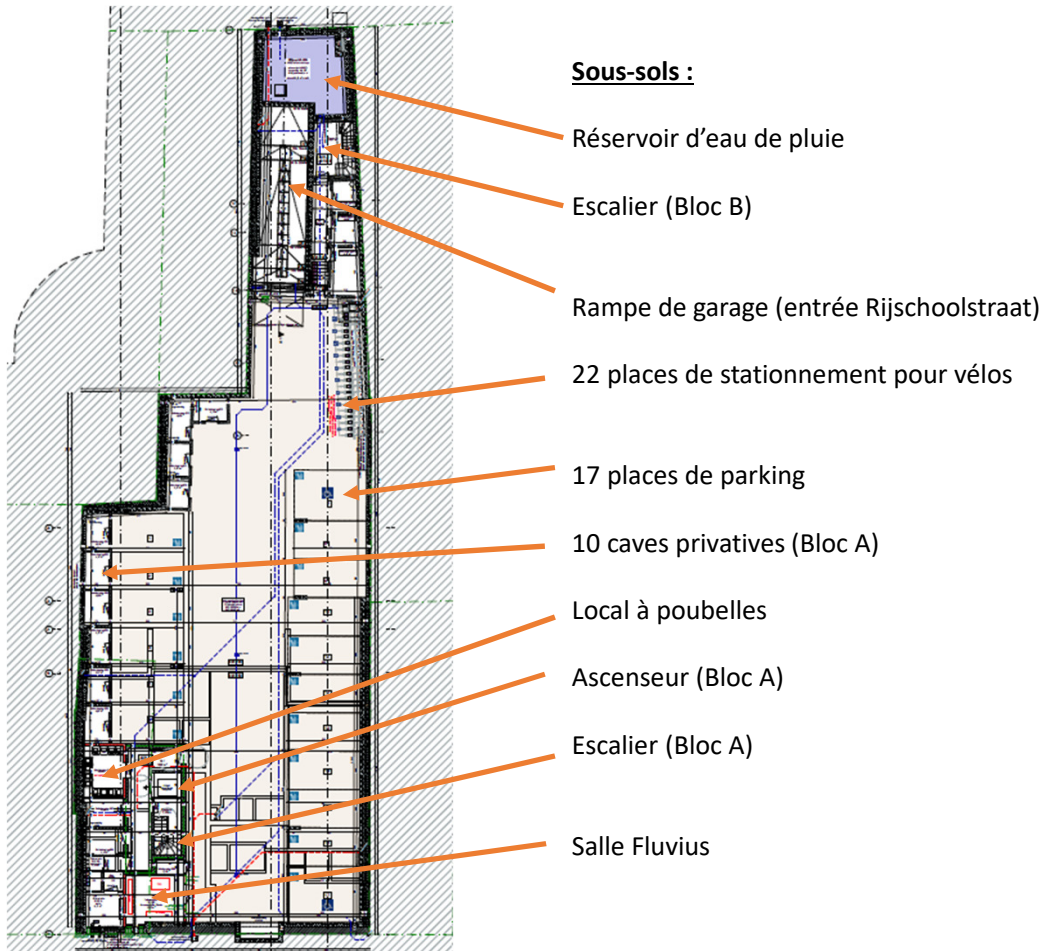 Sous-sols :
Réservoir d’eau de pluie
Escalier (Bloc B)
Rampe de garage (entrée Rijschoolstraat)
22 places de stationnement pour vélos
17 places de parking
10 caves privatives (Bloc A)
Local à poubelles
Ascenseur (Bloc A)
Escalier (Bloc A)
Salle Fluvius